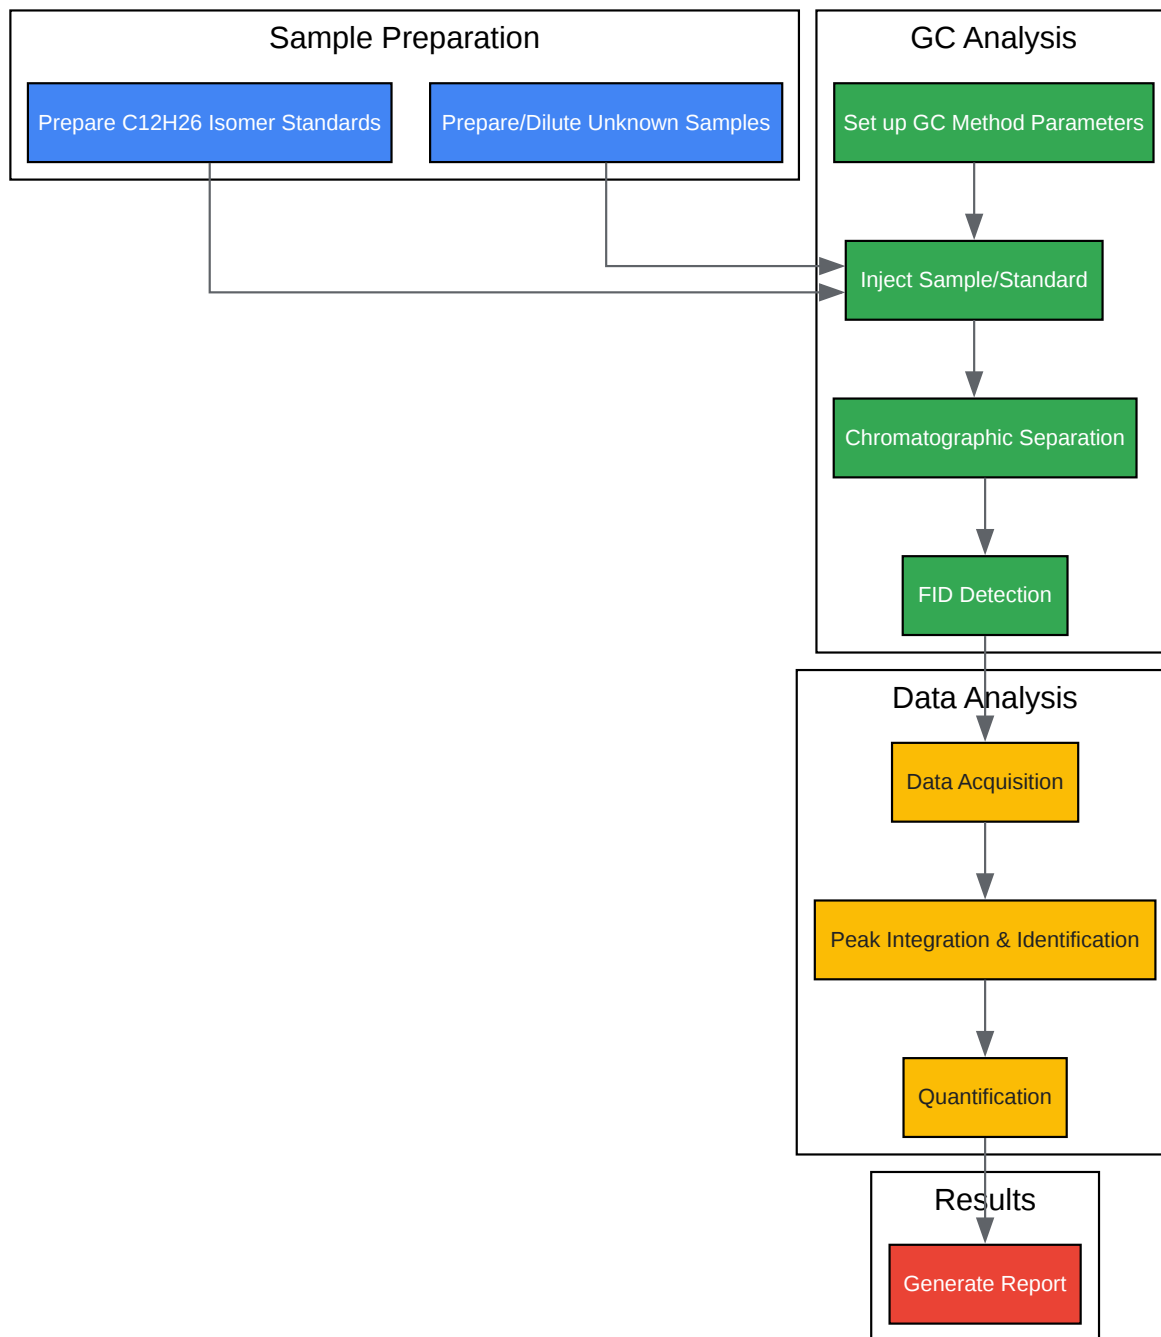 Sample Preparation
Prepare C12H26 Isomer Standards
Prepare/Dilute Unknown Samples
GC Analysis
Set up GC Method Parameters
Inject Sample/Standard
Chromatographic Separation
FID Detection
Data Analysis
Data Acquisition
Peak Integration & Identification
Quantification
Results
Generate Report